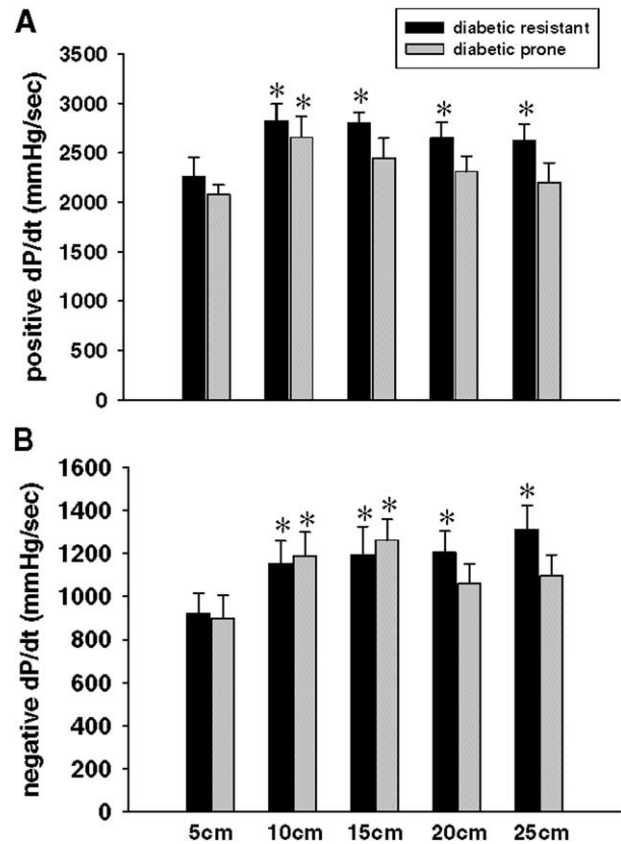 A
diabetic resistant
diabetic prone
positive dP/dt (mmHg/sec)
3500
3000
2500
2000
1500
1000
500
0
* * * * *
B
negative dP/dt (mmHg/sec)
1600
1400
1200
1000
800
600
400
200
0
* * * * * *
5cm 10cm 15cm 20cm 25cm